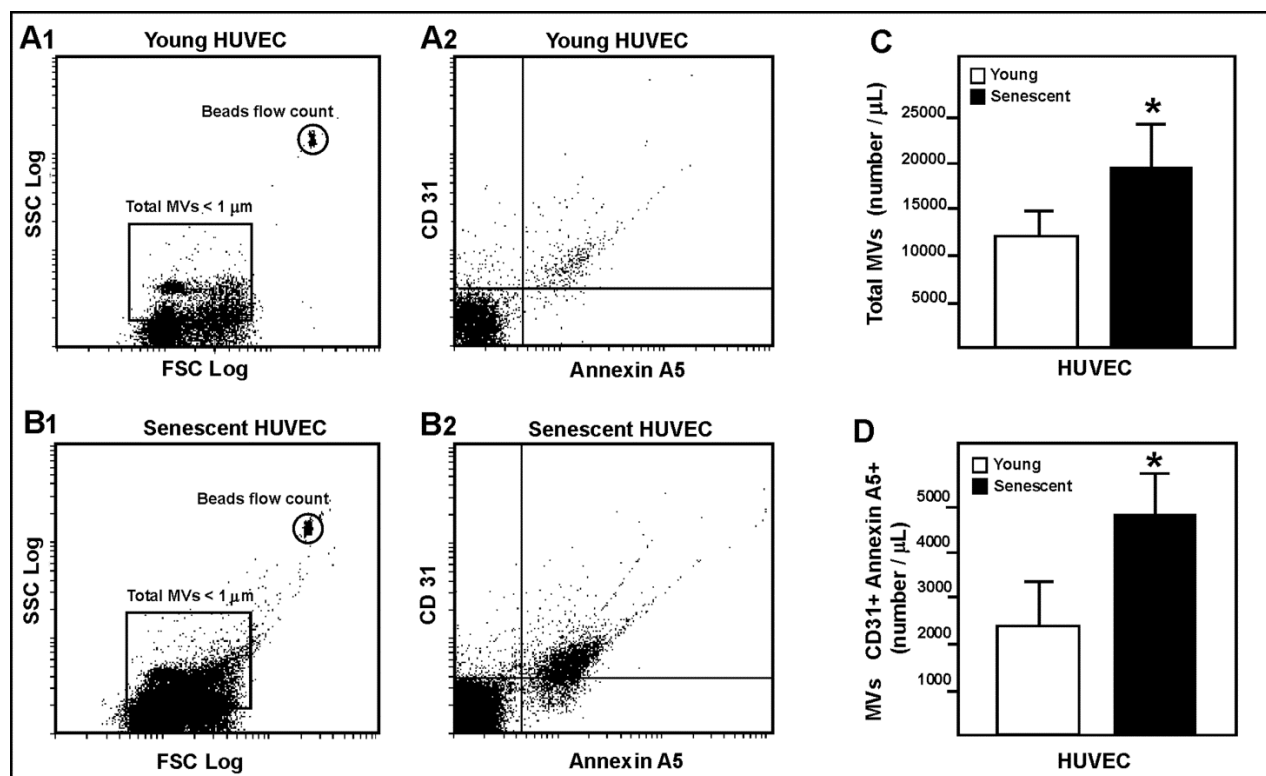 A1
Young HUVEC
SSC Log
Beads flow count
Total MVs < 1 μm
FSC Log
A2
Young HUVEC
CD 31
Annexin A5
C
Young
Senescent
*
Total MVs (number / μL)
25000
20000
15000
10000
5000
HUVEC
B1
Senescent HUVEC
SSC Log
Beads flow count
Total MVs < 1 μm
FSC Log
B2
Senescent HUVEC
CD 31
Annexin A5
D
Young
Senescent
*
MVs CD31+ Annexin A5+
(number / μL)
5000
4000
3000
2000
1000
HUVEC